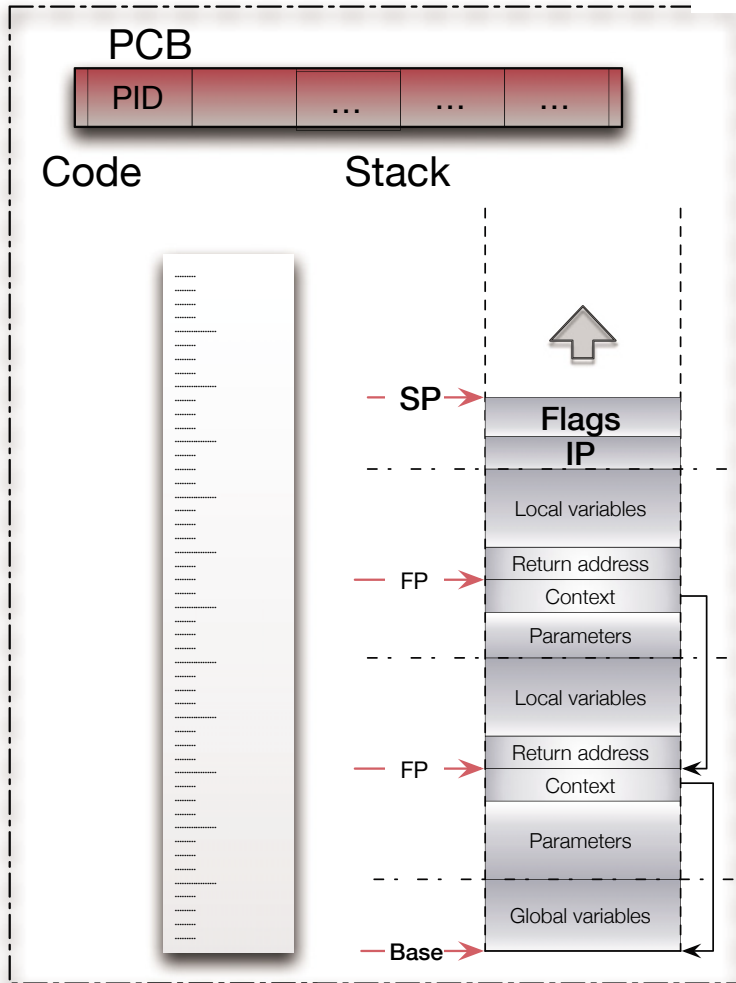 PCB
PID ... ... ...
Code Stack
SP Flags
IP
Local variables
Return address
FP
Context
Parameters
Local variables
Return address
FP
Context
Parameters
Global variables
Base